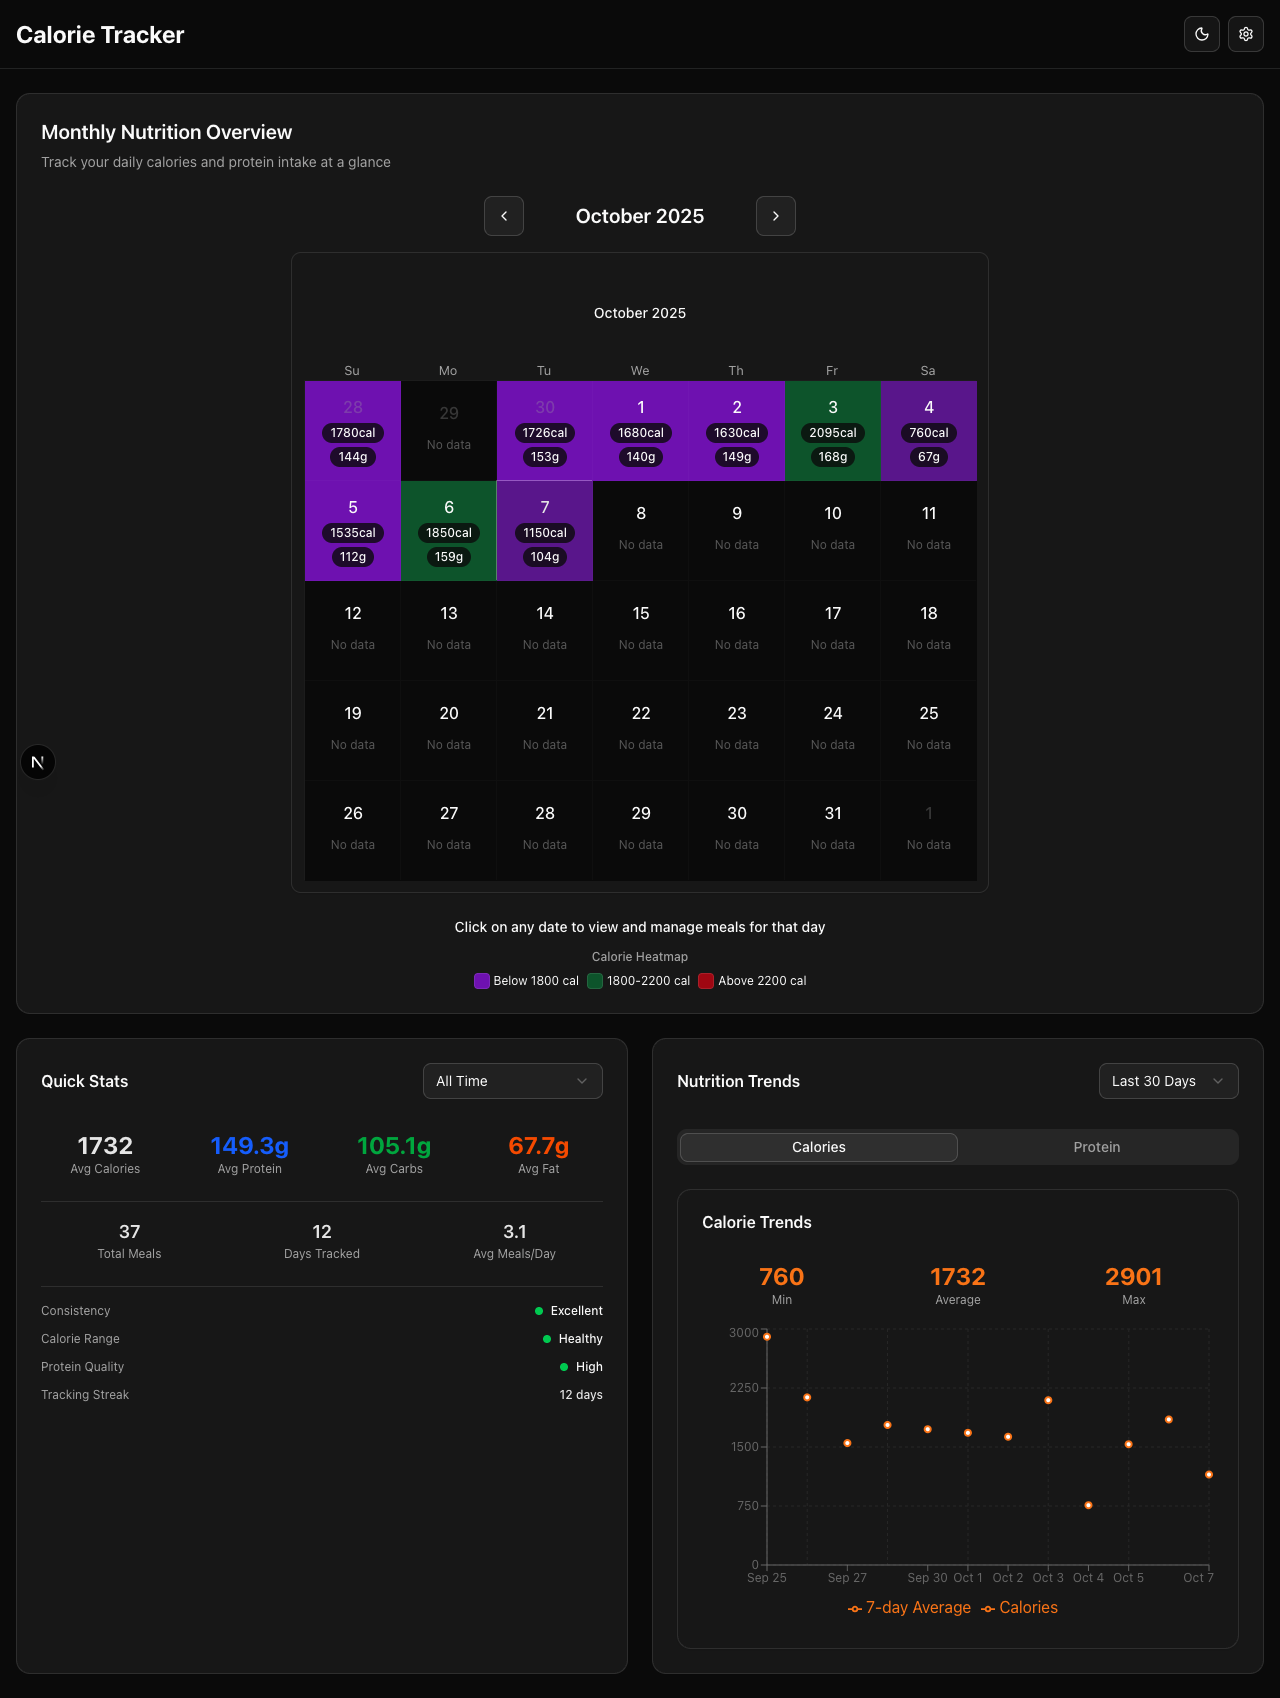 Calorie Tracker
Monthly Nutrition Overview
Track your daily calories and protein intake at a glance
October 2025
October 2025
Su Mo Tu We Th Fr Sa
28 29 30 1 2 3 4
1780cal No data 1726cal 1680cal 1630cal 2095cal 760cal
144g 153g 140g 149g 168g 67g
5 6 7 8 9 10 11
1535cal 1850cal 1150cal No data No data No data No data
112g 159g 104g
12 13 14 15 16 17 18
No data No data No data No data No data No data No data
19 20 21 22 23 24 25
No data No data No data No data No data No data No data
N
26 27 28 29 30 31 1
No data No data No data No data No data No data No data
Click on any date to view and manage meals for that day
Calorie Heatmap
Below 1800 cal 1800-2200 cal Above 2200 cal
Quick Stats
All Time
1732 149.3g 105.1g 67.7g
Avg Calories Avg Protein Avg Carbs Avg Fat
37 12 3.1
Total Meals Days Tracked Avg Meals/Day
Consistency Excellent
Calorie Range Healthy
Protein Quality High
Tracking Streak 12 days
Nutrition Trends
Last 30 Days
Calories Protein
Calorie Trends
760 1732 2901
Min Average Max
3000
2250
1500
750
0
Sep 25 Sep 27 Sep 30 Oct 1 Oct 2 Oct 3 Oct 4 Oct 5 Oct 7
7-day Average Calories